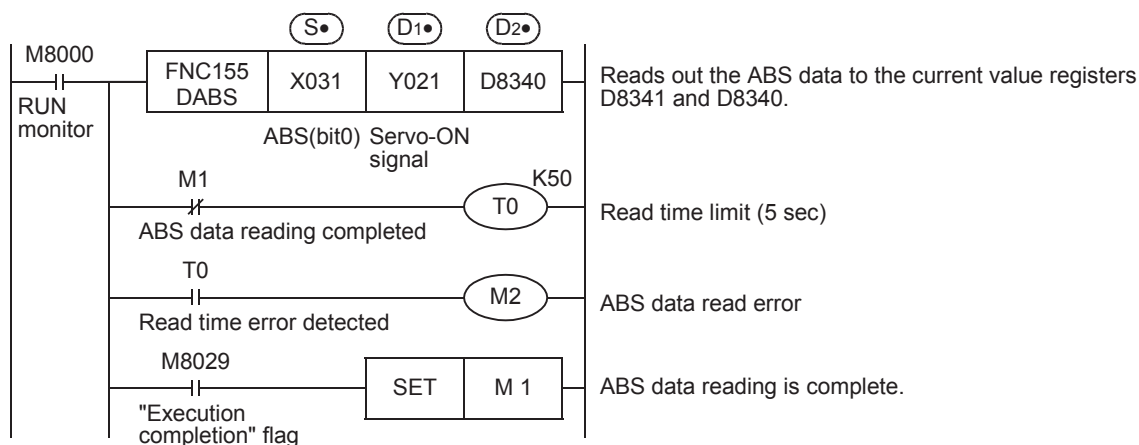 S• D1• D2•
M8000
FNC155 DABS X031 Y021 D8340
Reads out the ABS data to the current value registers
D8341 and D8340.
RUN
monitor
ABS(bit0) Servo-ON
signal
M1 K50
T0
Read time limit (5 sec)
ABS data reading completed
T0
M2
ABS data read error
Read time error detected
M8029
SET M 1
ABS data reading is complete.
"Execution
completion" flag